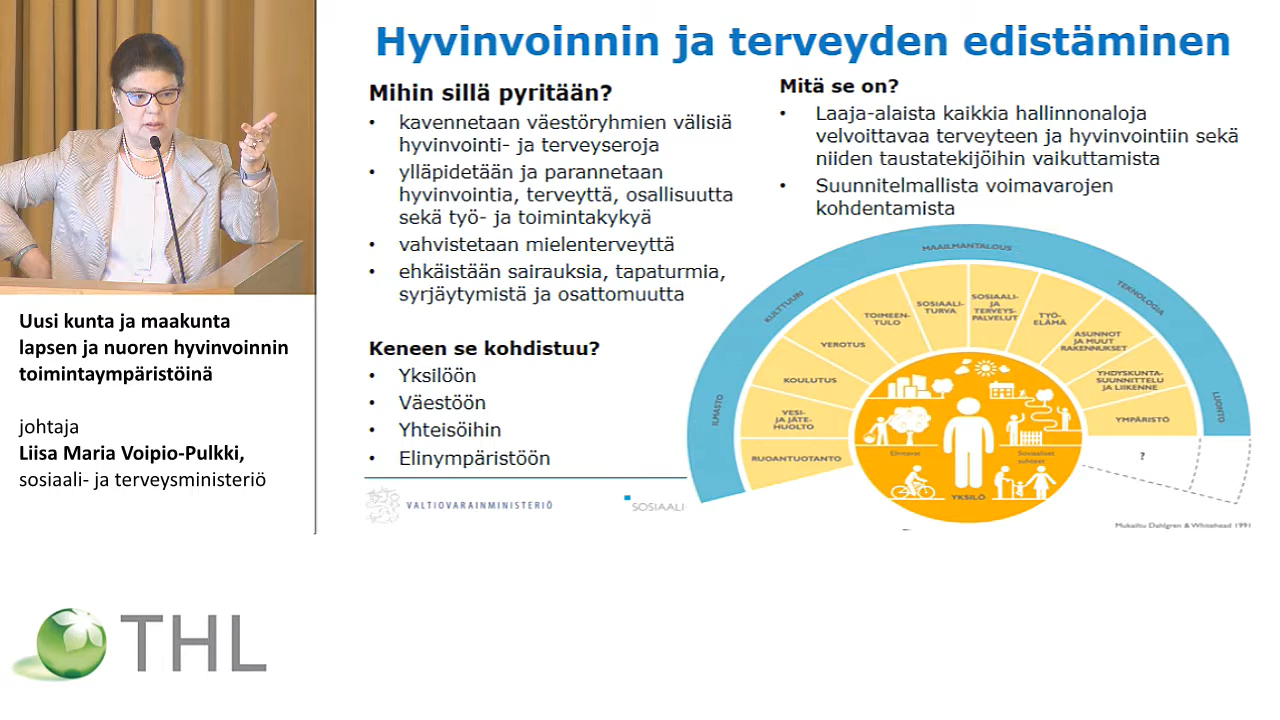 Hyvinvoinnin ja terveyden edistäminen
Mihin sillä pyritään?
• kavennetaan väestöryhmien välisiä
hyvinvointi- ja terveyseroja
• ylläpidetään ja parannetaan
hyvinvointia, terveyttä, osallisuutta
sekä työ- ja toimintakykyä
• vahvistetaan mielenterveyttä
• ehkäistään sairauksia, tapaturmia,
syrjäytymistä ja osattomuutta
Keneen se kohdistuu?
• Yksilöön
• Väestöön
• Yhteisöihin
• Elinympäristöön
Mitä se on?
• Laaja-alaista kaikkia hallinnonaloja
velvoittavaa terveyteen ja hyvinvointiin sekä
niiden taustatekijöihin vaikuttamista
• Suunnitelmallista voimavarojen
kohdentamista
ILMASTO
KULTTUURI
MAAILMANTALOUS
TEKNOLOGIA
LUONTO
RUOANTUOTANTO
VESI-
JA JÄTE-
HUOLTO
KOULUTUS
VEROTUS
TOIMEEN-
TULO
SOSIAALI-
TURVA
SOSIAALI-
JA
TERVEYS-
PALVELUT
TYÖ-
ELÄMÄ
ASUNNOT
JA MUUT
RAKENNUKSET
YHDYSKUNTA-
SUUNNITTELU
JA LIIKENNE
YMPÄRISTÖ
?
Elintavat
Sosiaaliset
suhteet
YKSILÖ
VALTIOVARAINMINISTERIÖ
SOSIAALI
Mukailtu Dahlgren & Whitehead 1991
Uusi kunta ja maakunta
lapsen ja nuoren hyvinvoinnin
toimintaympäristöinä
johtaja
Liisa Maria Voipio-Pulkki,
sosiaali- ja terveysministeriö
THL